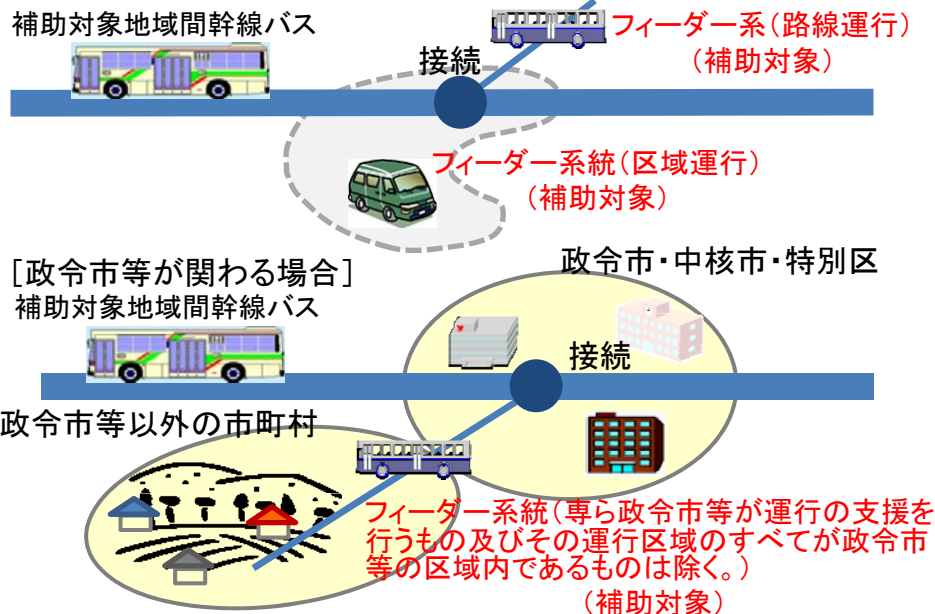 補助対象地域間幹線バス
フィーダー系(路線運行)
(補助対象)
接続
フィーダー系統(区域運行)
(補助対象)
[政令市等が関わる場合]
補助対象地域間幹線バス
政令市・中核市・特別区
接続
政令市等以外の市町村
フィーダー系統(専ら政令市等が運行の支援を
行うもの及びその運行区域のすべてが政令市
等の区域内であるものは除く。)
(補助対象)